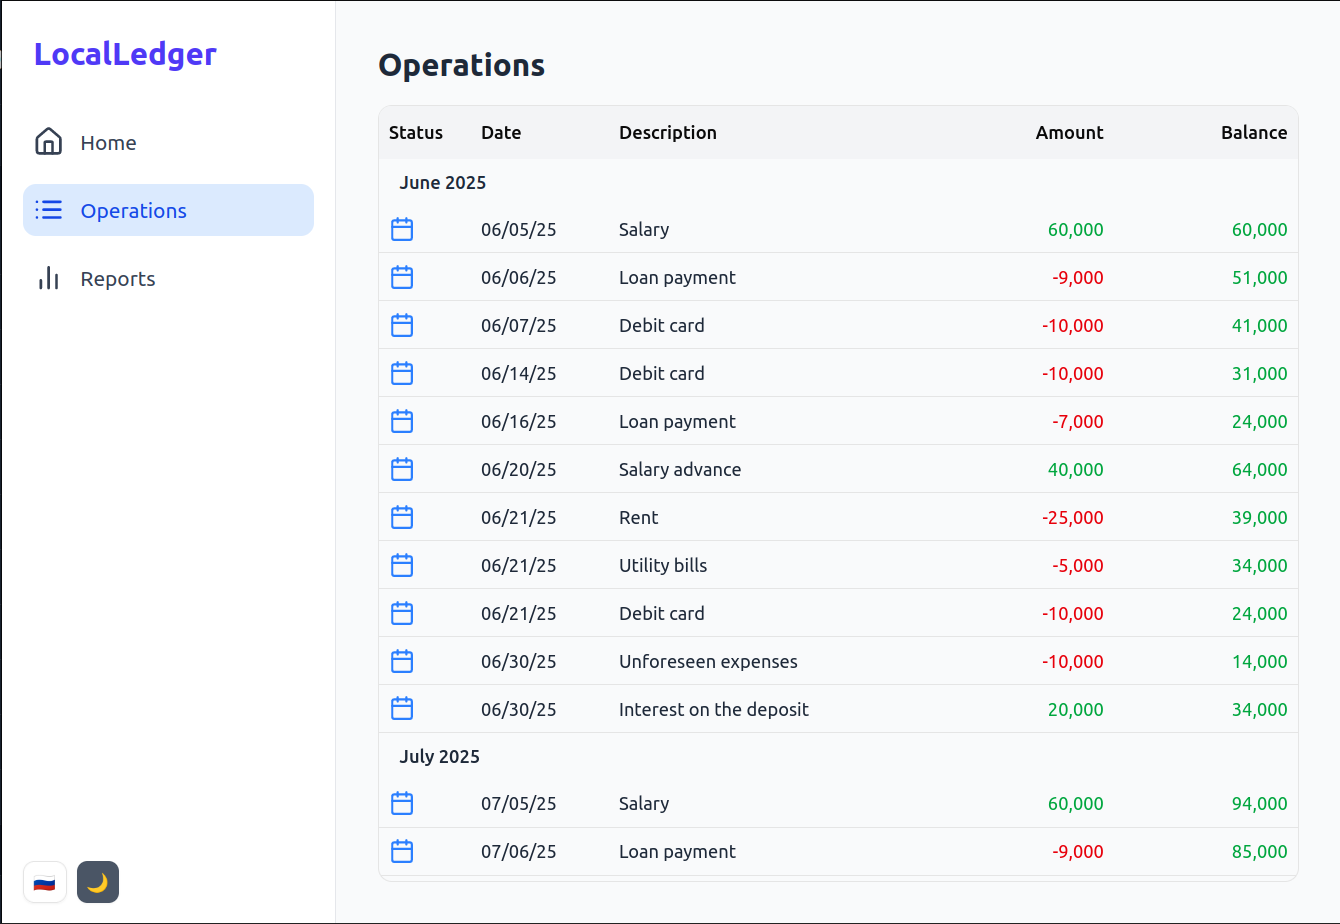 LocalLedger
Home
Operations
Reports
Operations
Status Date Description Amount Balance
June 2025
06/05/25 Salary 60,000 60,000
06/06/25 Loan payment -9,000 51,000
06/07/25 Debit card -10,000 41,000
06/14/25 Debit card -10,000 31,000
06/16/25 Loan payment -7,000 24,000
06/20/25 Salary advance 40,000 64,000
06/21/25 Rent -25,000 39,000
06/21/25 Utility bills -5,000 34,000
06/21/25 Debit card -10,000 24,000
06/30/25 Unforeseen expenses -10,000 14,000
06/30/25 Interest on the deposit 20,000 34,000
July 2025
07/05/25 Salary 60,000 94,000
07/06/25 Loan payment -9,000 85,000